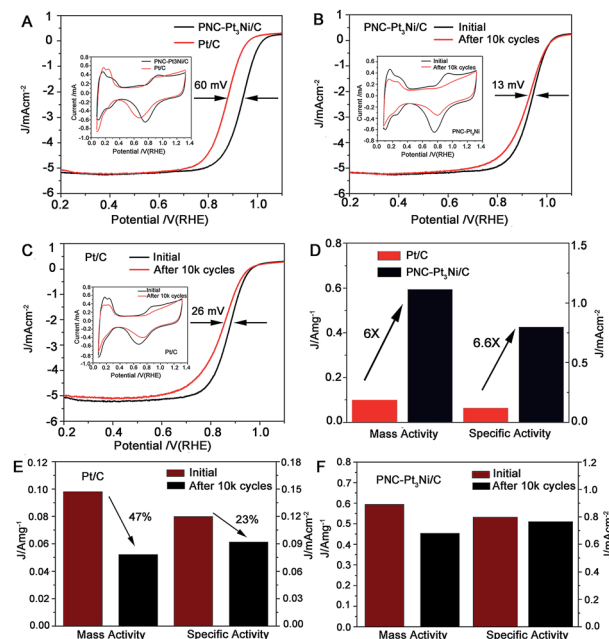 A
PNC-Pt₃Ni/C
Pt/C
PNC-Pt3Ni/C
Pt/C
Current /mA
Potential /V(RHE)
60 mV
J/mAcm⁻²
Potential /V(RHE)
B
PNC-Pt₃Ni/C
Initial
After 10k cycles
Initial
After 10k cycles
Current /mA
PNC-Pt₃Ni
Potential /V(RHE)
13 mV
J/mAcm⁻²
Potential /V(RHE)
C
Pt/C
Initial
After 10k cycles
Initial
After 10k cycles
Current /mA
Pt/C
Potential /V(RHE)
26 mV
J/mAcm⁻²
Potential /V(RHE)
D
Pt/C
PNC-Pt₃Ni/C
6X
6.6X
J/Amg⁻¹
J/mAcm⁻²
Mass Activity Specific Activity
E
Pt/C
Initial
After 10k cycles
47%
23%
J/Amg⁻¹
J/mAcm⁻²
Mass Activity Specific Activity
F
PNC-Pt₃Ni/C
Initial
After 10k cycles
J/Amg⁻¹
J/mAcm⁻²
Mass Activity Specific Activity